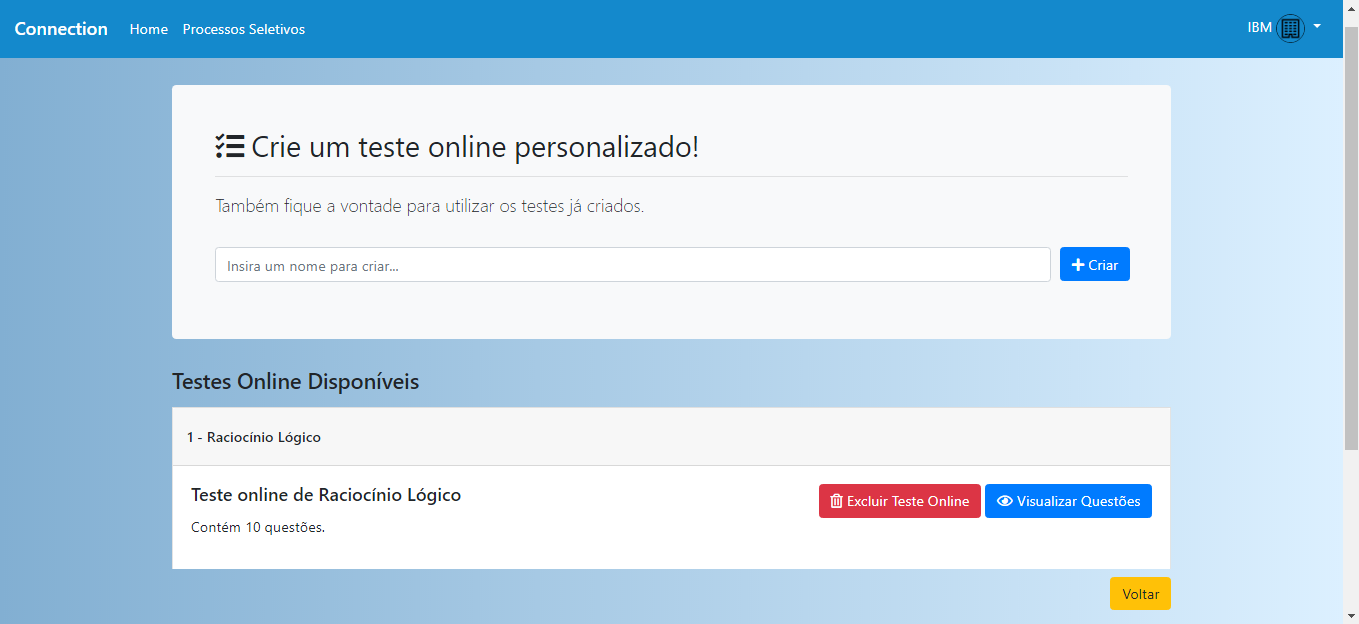 Connection Home Processos Seletivos IBM
Crie um teste online personalizado!
Também fique a vontade para utilizar os testes já criados.
Insira um nome para criar... Criar
Testes Online Disponíveis
1 - Raciocínio Lógico
Teste online de Raciocínio Lógico Excluir Teste Online Visualizar Questões
Contém 10 questões.
Voltar